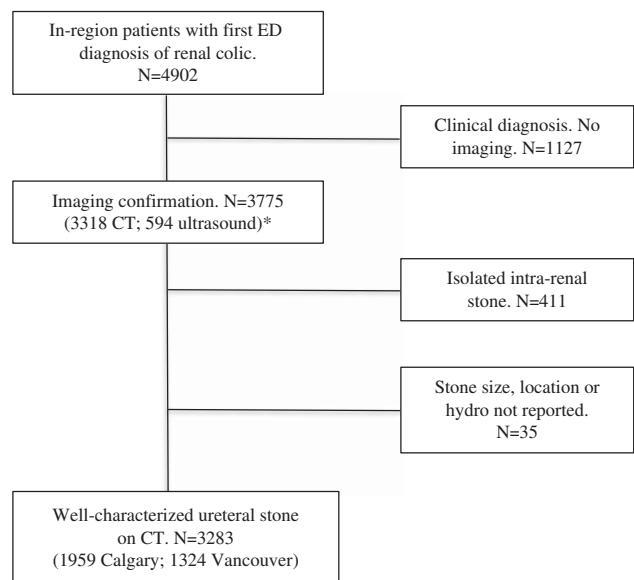 In-region patients with first ED
diagnosis of renal colic.
N=4902
Clinical diagnosis. No
imaging. N=1127
Imaging confirmation. N=3775
(3318 CT; 594 ultrasound)*
Isolated intra-renal
stone. N=411
Stone size, location or
hydro not reported.
N=35
Well-characterized ureteral stone
on CT. N=3283
(1959 Calgary; 1324 Vancouver)